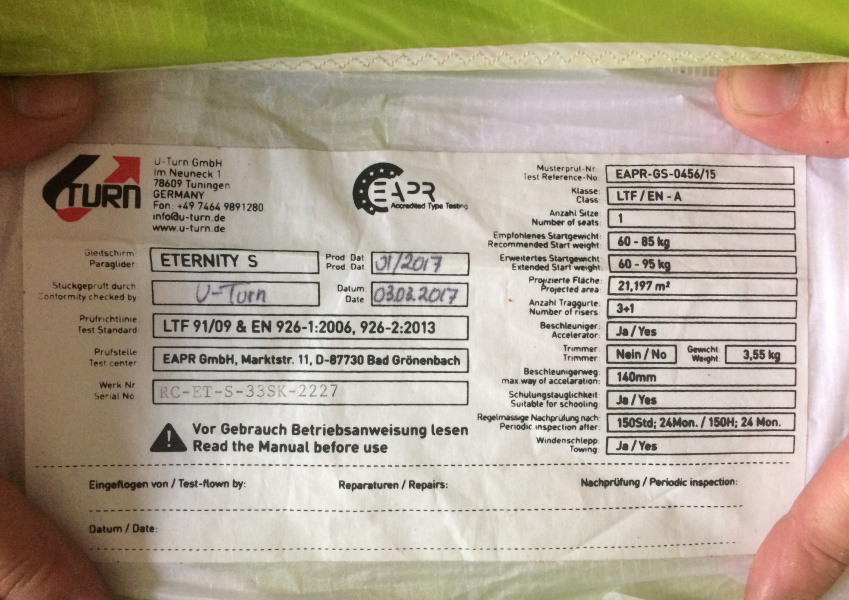 TURN
U-Turn GmbH
Im Neuneck 1
78609 Tuningen
GERMANY
Fon: +49 7464 9891280
info@u-turn.de
www.u-turn.de
EAPR
Accredited Type Testing
Gleitschirm:
Paraglider:
ETERNITY S
Prod. Dat
Prod. Dat.
01/2017
Stückgeprüft durch
Conformity checked by
U-Turn
Datum
Date
03.03.2017
Prüfrichtlinie:
Test Standard:
LTF 91/09 & EN 926-1:2006, 926-2:2013
Prüfstelle
Test center:
EAPR GmbH, Marktstr. 11, D-87730 Bad Grönenbach
Werk Nr
Serial No.
RC-ET-S-33SK-2227
Vor Gebrauch Betriebsanweisung lesen
Read the Manual before use
Musterprüf-Nr.
Test Reference-No.
EAPR-GS-0456/15
Klasse:
Class:
LTF / EN - A
Anzahl Sitze:
Number of seats:
1
Empfohlenes Startgewicht:
Recommended Start weight:
60 - 85 kg
Erweitertes Startgewicht:
Extended Start weight:
60 - 95 kg
Projizierte Fläche:
Projected area:
21,197 m²
Anzahl Traggurte:
Number of risers:
3+1
Beschleuniger:
Accelerator:
Ja / Yes
Trimmer:
Trimmer:
Nein / No
Gewicht:
Weight:
3,55 kg
Beschleunigerweg:
max.way of accelaration:
140mm
Schulungstauglichkeit:
Suitable for schooling:
Ja / Yes
Regelmässige Nachprüfung nach:
Periodic inspection after:
150Std; 24Mon. / 150H; 24 Mon.
Windenschlepp:
Towing:
Ja / Yes
Eingeflogen von / Test-flown by:
Reparaturen / Repairs:
Nachprüfung / Periodic inspection:
Datum / Date: